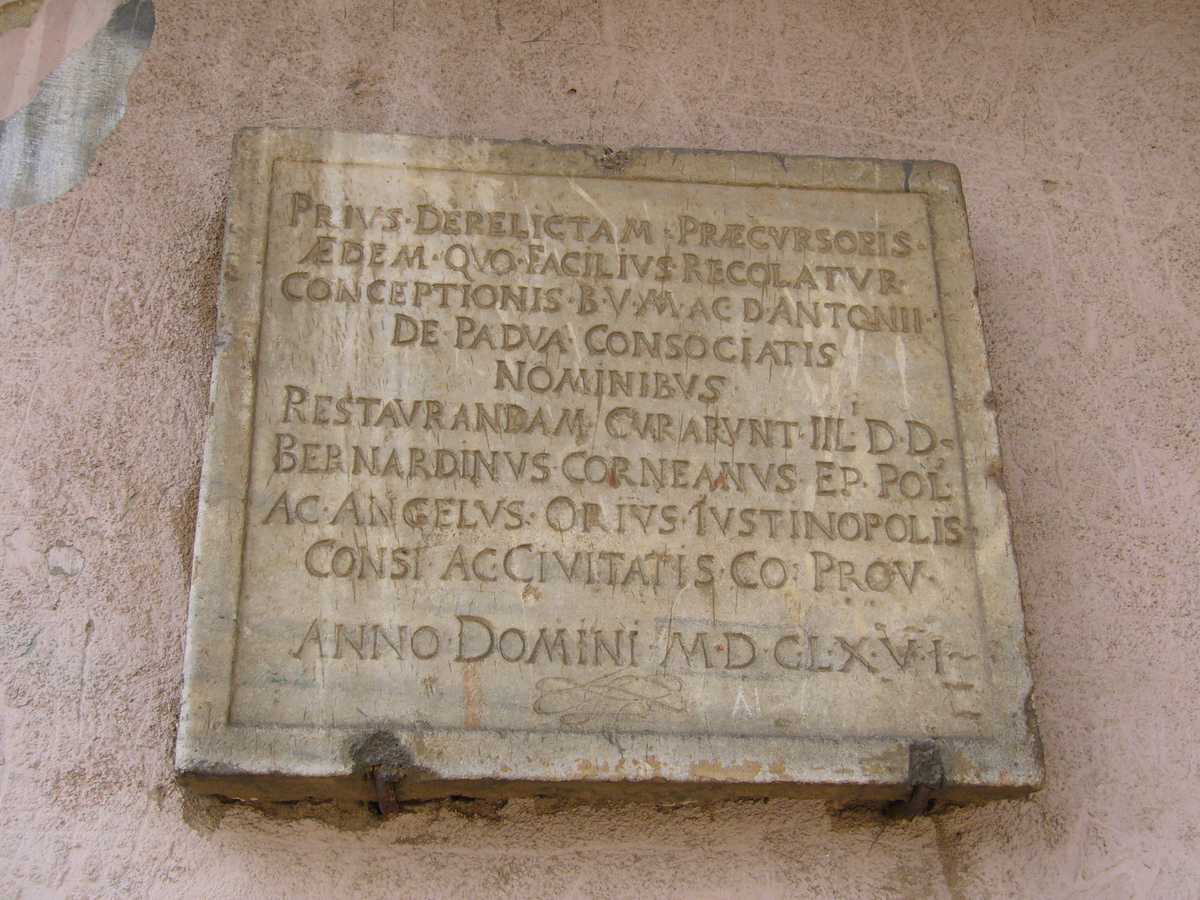 PRIVS·DERELICTAM·PRÆCVRSORIS·
ÆDEM·QVO·FACILIVS·RECOLATVR·
CONCEPTIONIS·B·V·M·AC D·ANTONII·
DE·PADVA·CONSOCIATIS
NOMINIBVS
RESTAVRANDAM·CVRARVNT·ILL·D·D·
BERNARDINVS·CORNEANVS·EP·POL·
AC·ANGELVS·ORIVS·IVSTINOPOLIS·
CONSI AC CIVITATIS·CO·PROV·
ANNO·DOMINI·M·D·CLX·V·I